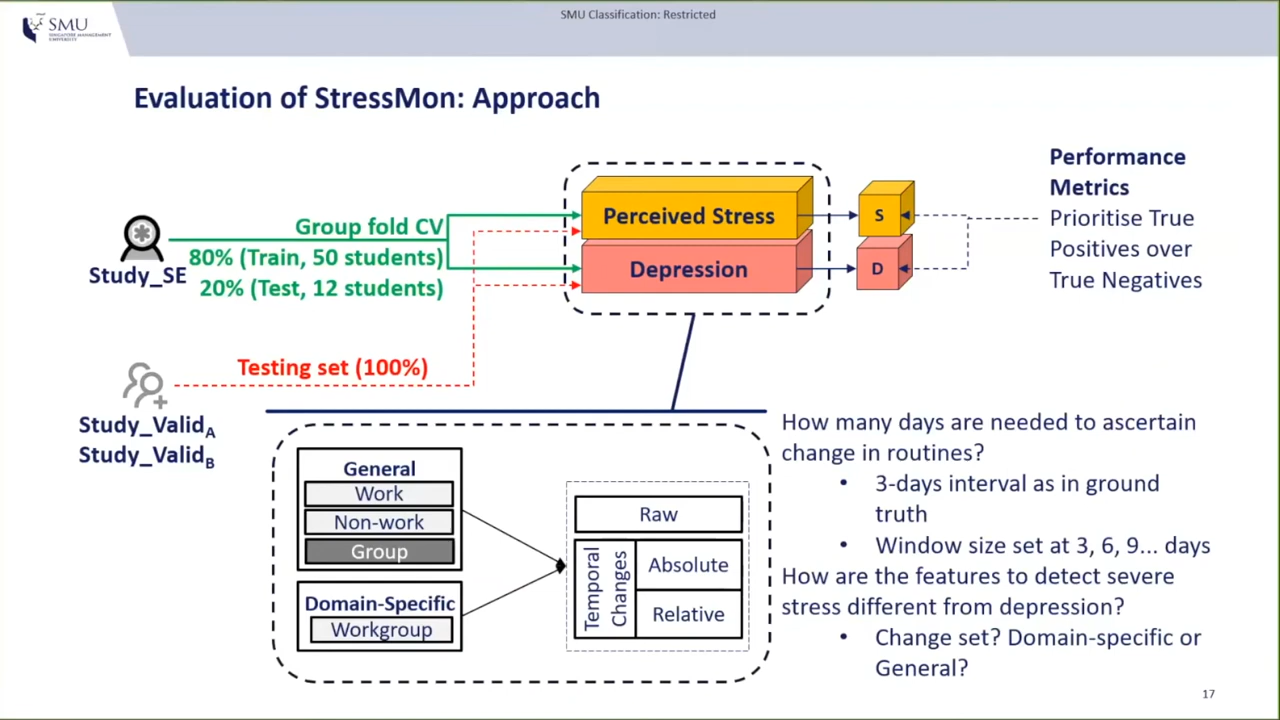 SMU Classification: Restricted
SMU
SINGAPORE MANAGEMENT
UNIVERSITY
Evaluation of StressMon: Approach
Study_SE
Group fold CV
80% (Train, 50 students)
20% (Test, 12 students)
Perceived Stress
Depression
S
D
Performance
Metrics
Prioritise True
Positives over
True Negatives
Testing set (100%)
Study_ValidA
Study_ValidB
General
Work
Non-work
Group
Domain-Specific
Workgroup
Raw
Temporal
Changes
Absolute
Relative
How many days are needed to ascertain
change in routines?
• 3-days interval as in ground
truth
• Window size set at 3, 6, 9... days
How are the features to detect severe
stress different from depression?
• Change set? Domain-specific or
General?
17